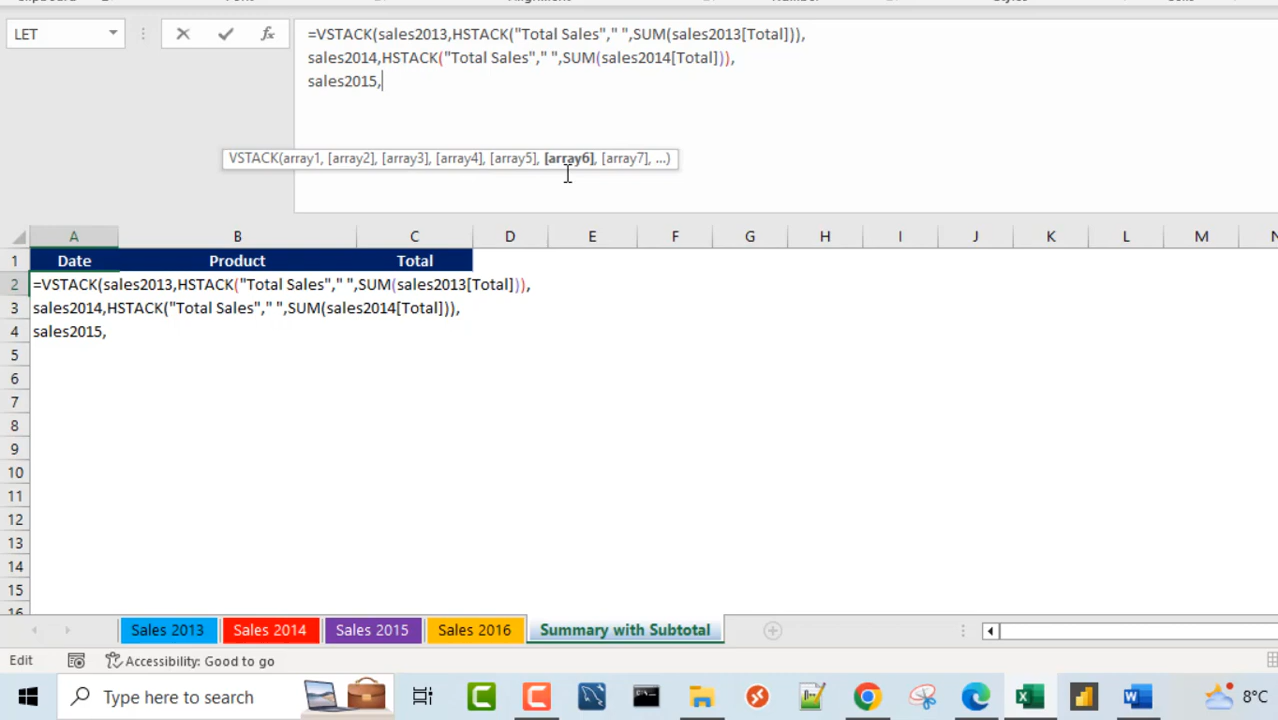 LET
fx
=VSTACK(sales2013,HSTACK("Total Sales"," ",SUM(sales2013[Total])),
sales2014,HSTACK("Total Sales"," ",SUM(sales2014[Total])),
sales2015,
VSTACK(array1, [array2], [array3], [array4], [array5], [array6], [array7], ...)
A B C D E F G H I J K L M
1 Date Product Total
2 =VSTACK(sales2013,HSTACK("Total Sales"," ",SUM(sales2013[Total])),
3 sales2014,HSTACK("Total Sales"," ",SUM(sales2014[Total])),
4 sales2015,
5
6
7
8
9
10
11
12
13
14
15
Sales 2013 Sales 2014 Sales 2015 Sales 2016 Summary with Subtotal
Edit Accessibility: Good to go
Type here to search 8°C